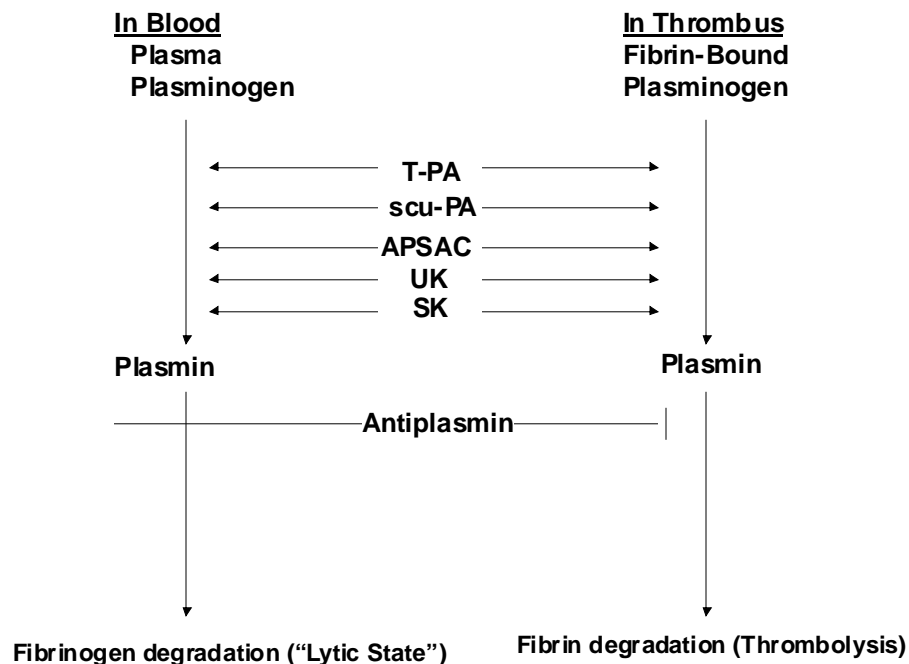 In Blood
Plasma
Plasminogen
In Thrombus
Fibrin-Bound
Plasminogen
T-PA
scu-PA
APSAC
UK
SK
Plasmin
Plasmin
Antiplasmin
Fibrinogen degradation (“Lytic State”)
Fibrin degradation (Thrombolysis)